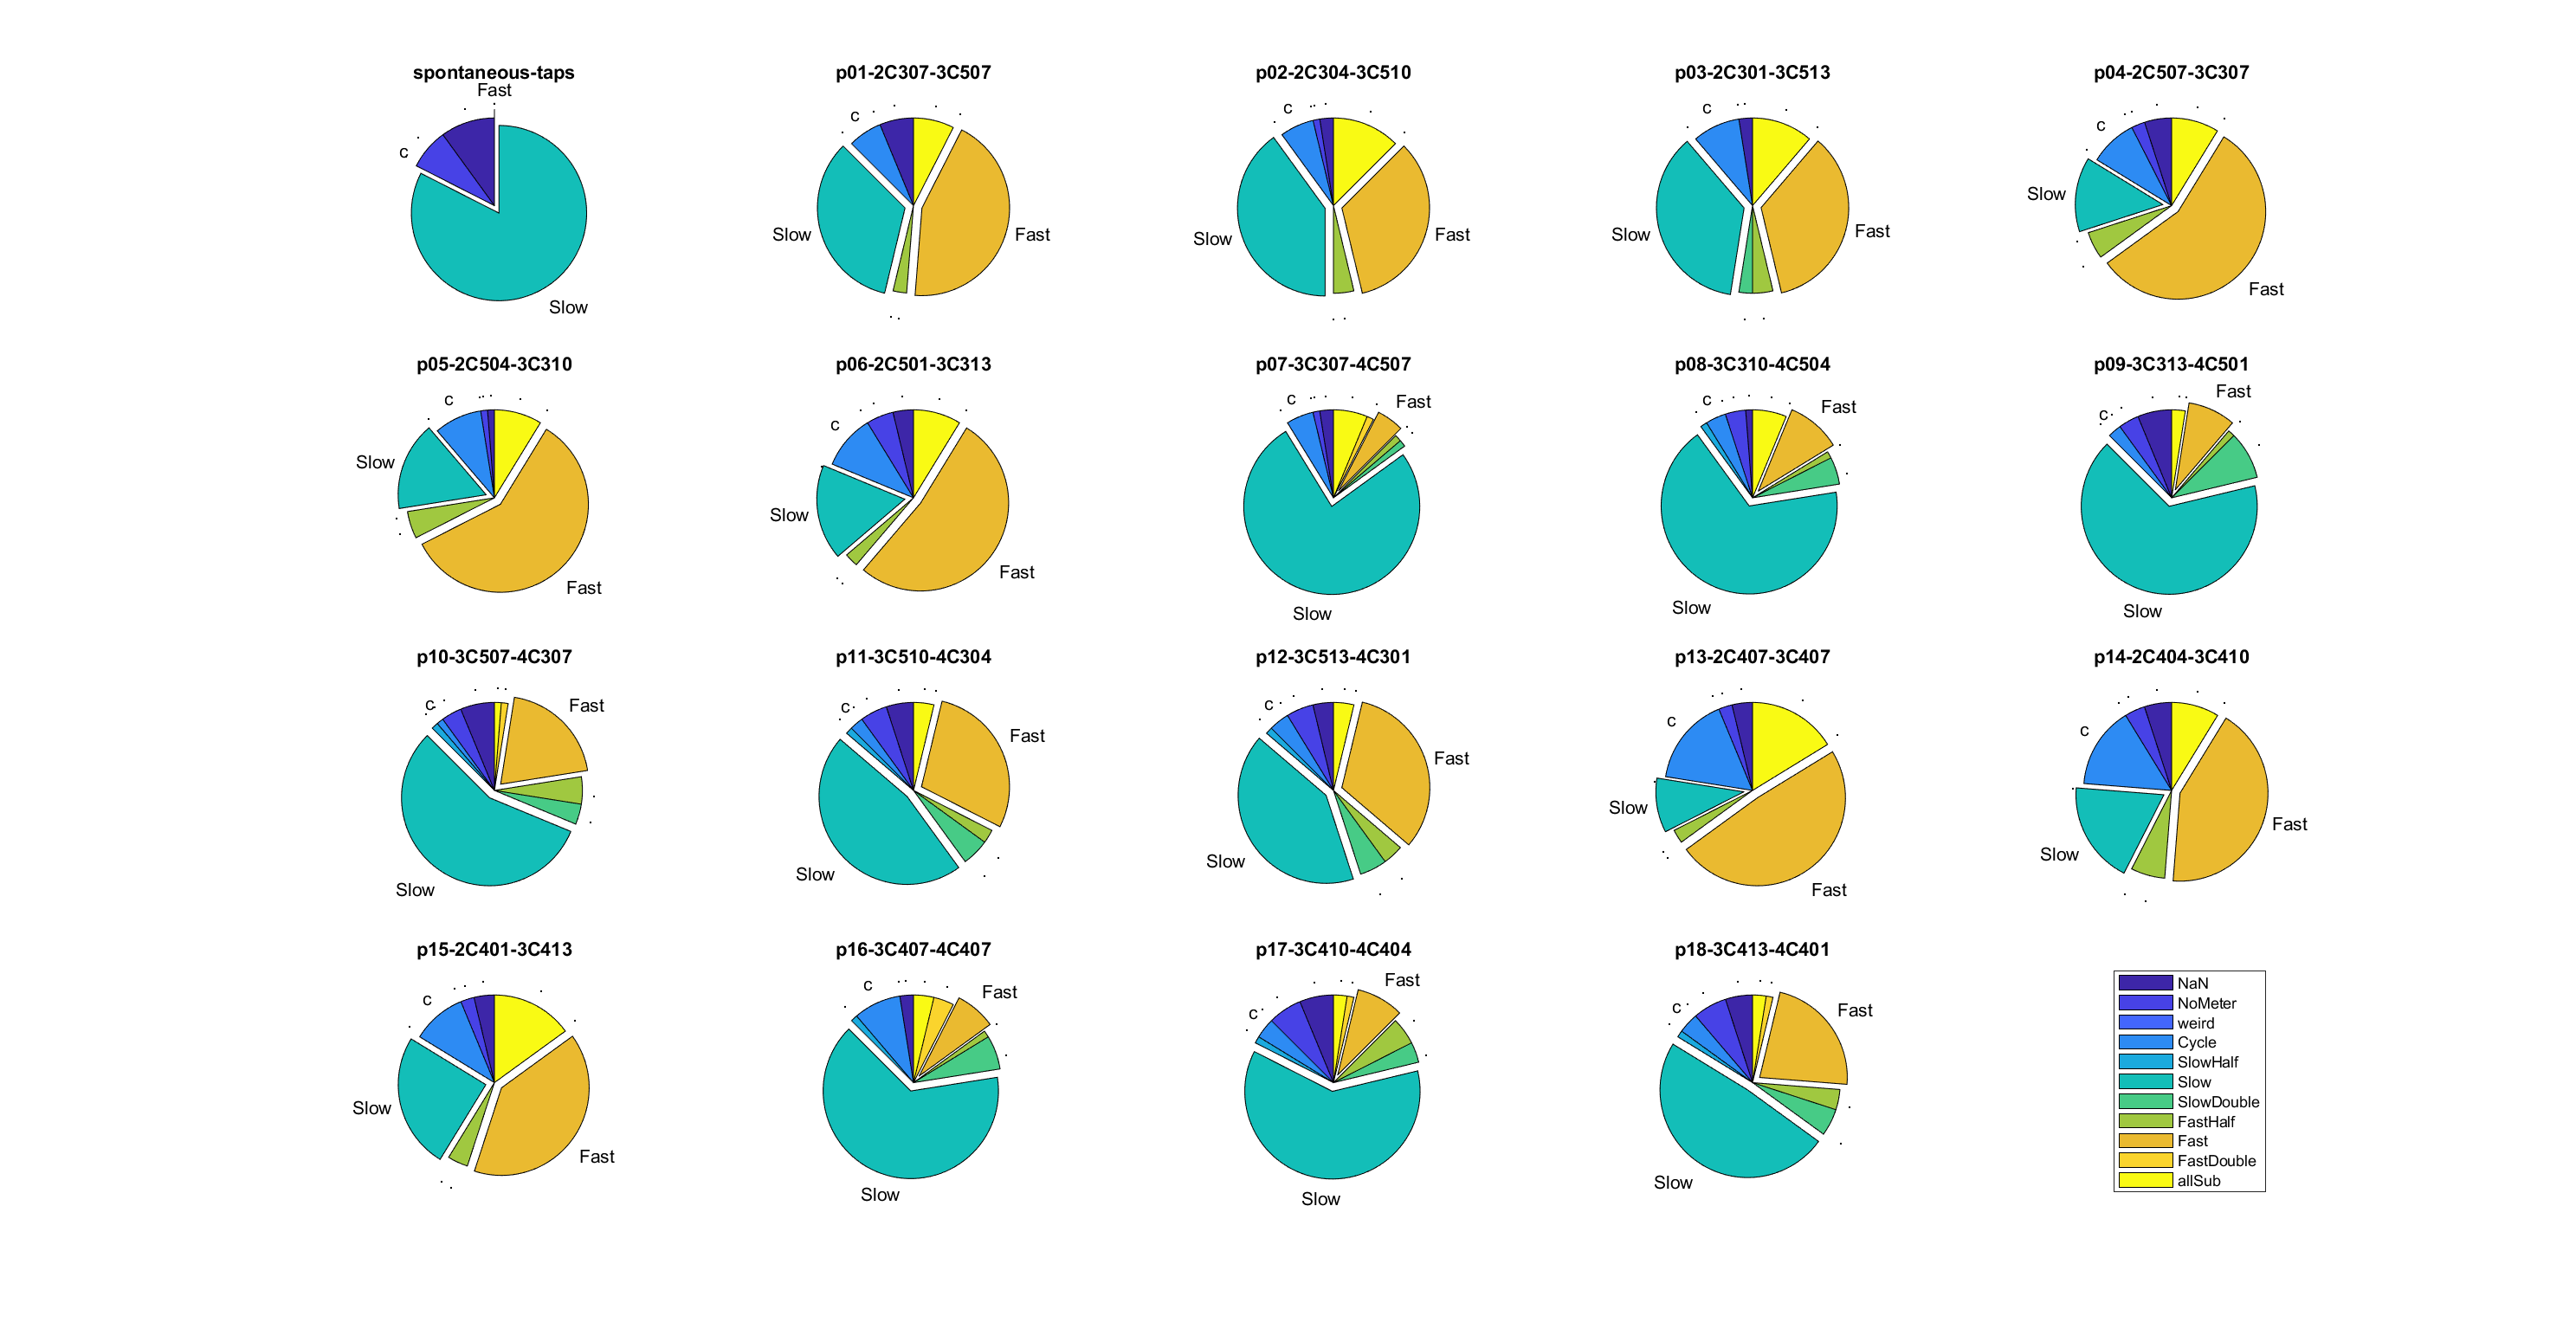 spontaneous-taps
Fast
C
Slow
p01-2C307-3C507
C
Slow
Fast
p02-2C304-3C510
C
Slow
Fast
p03-2C301-3C513
C
Slow
Fast
p04-2C507-3C307
C
Slow
Fast
p05-2C504-3C310
C
Slow
Fast
p06-2C501-3C313
C
Slow
Fast
p07-3C307-4C507
C
Fast
Slow
p08-3C310-4C504
C
Fast
Slow
p09-3C313-4C501
Fast
C
Slow
p10-3C507-4C307
C
Fast
Slow
p11-3C510-4C304
C
Fast
Slow
p12-3C513-4C301
C
Fast
Slow
p13-2C407-3C407
C
Slow
Fast
p14-2C404-3C410
C
Fast
Slow
p15-2C401-3C413
C
Slow
Fast
p16-3C407-4C407
C
Fast
Slow
p17-3C410-4C404
Fast
C
Slow
p18-3C413-4C401
C
Fast
Slow
NaN
NoMeter
weird
Cycle
SlowHalf
Slow
SlowDouble
FastHalf
Fast
FastDouble
allSub